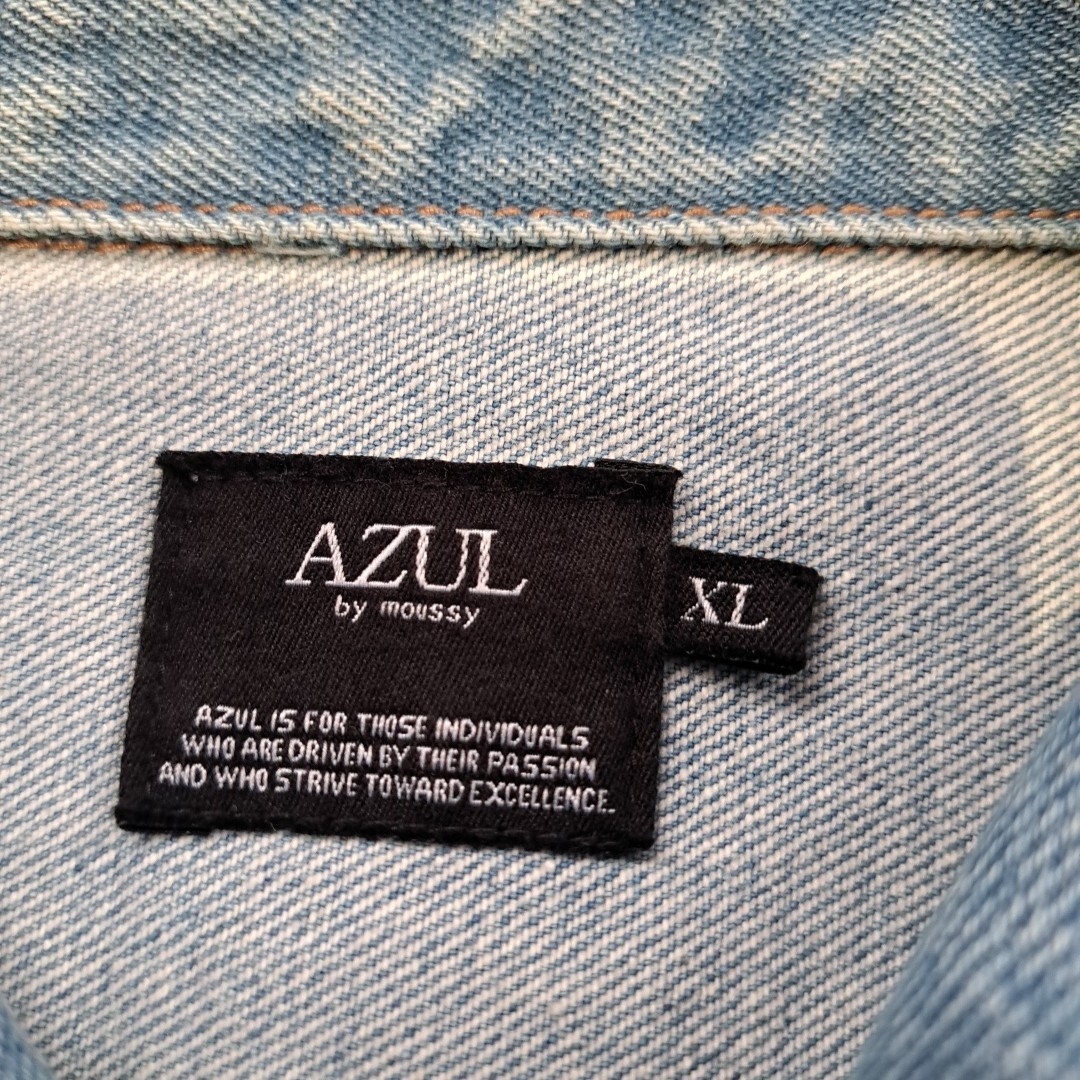 AZUL
by moussy
XL
AZUL IS FOR THOSE INDIVIDUALS
WHO ARE DRIVEN BY THEIR PASSION
AND WHO STRIVE TOWARD EXCELLENCE.